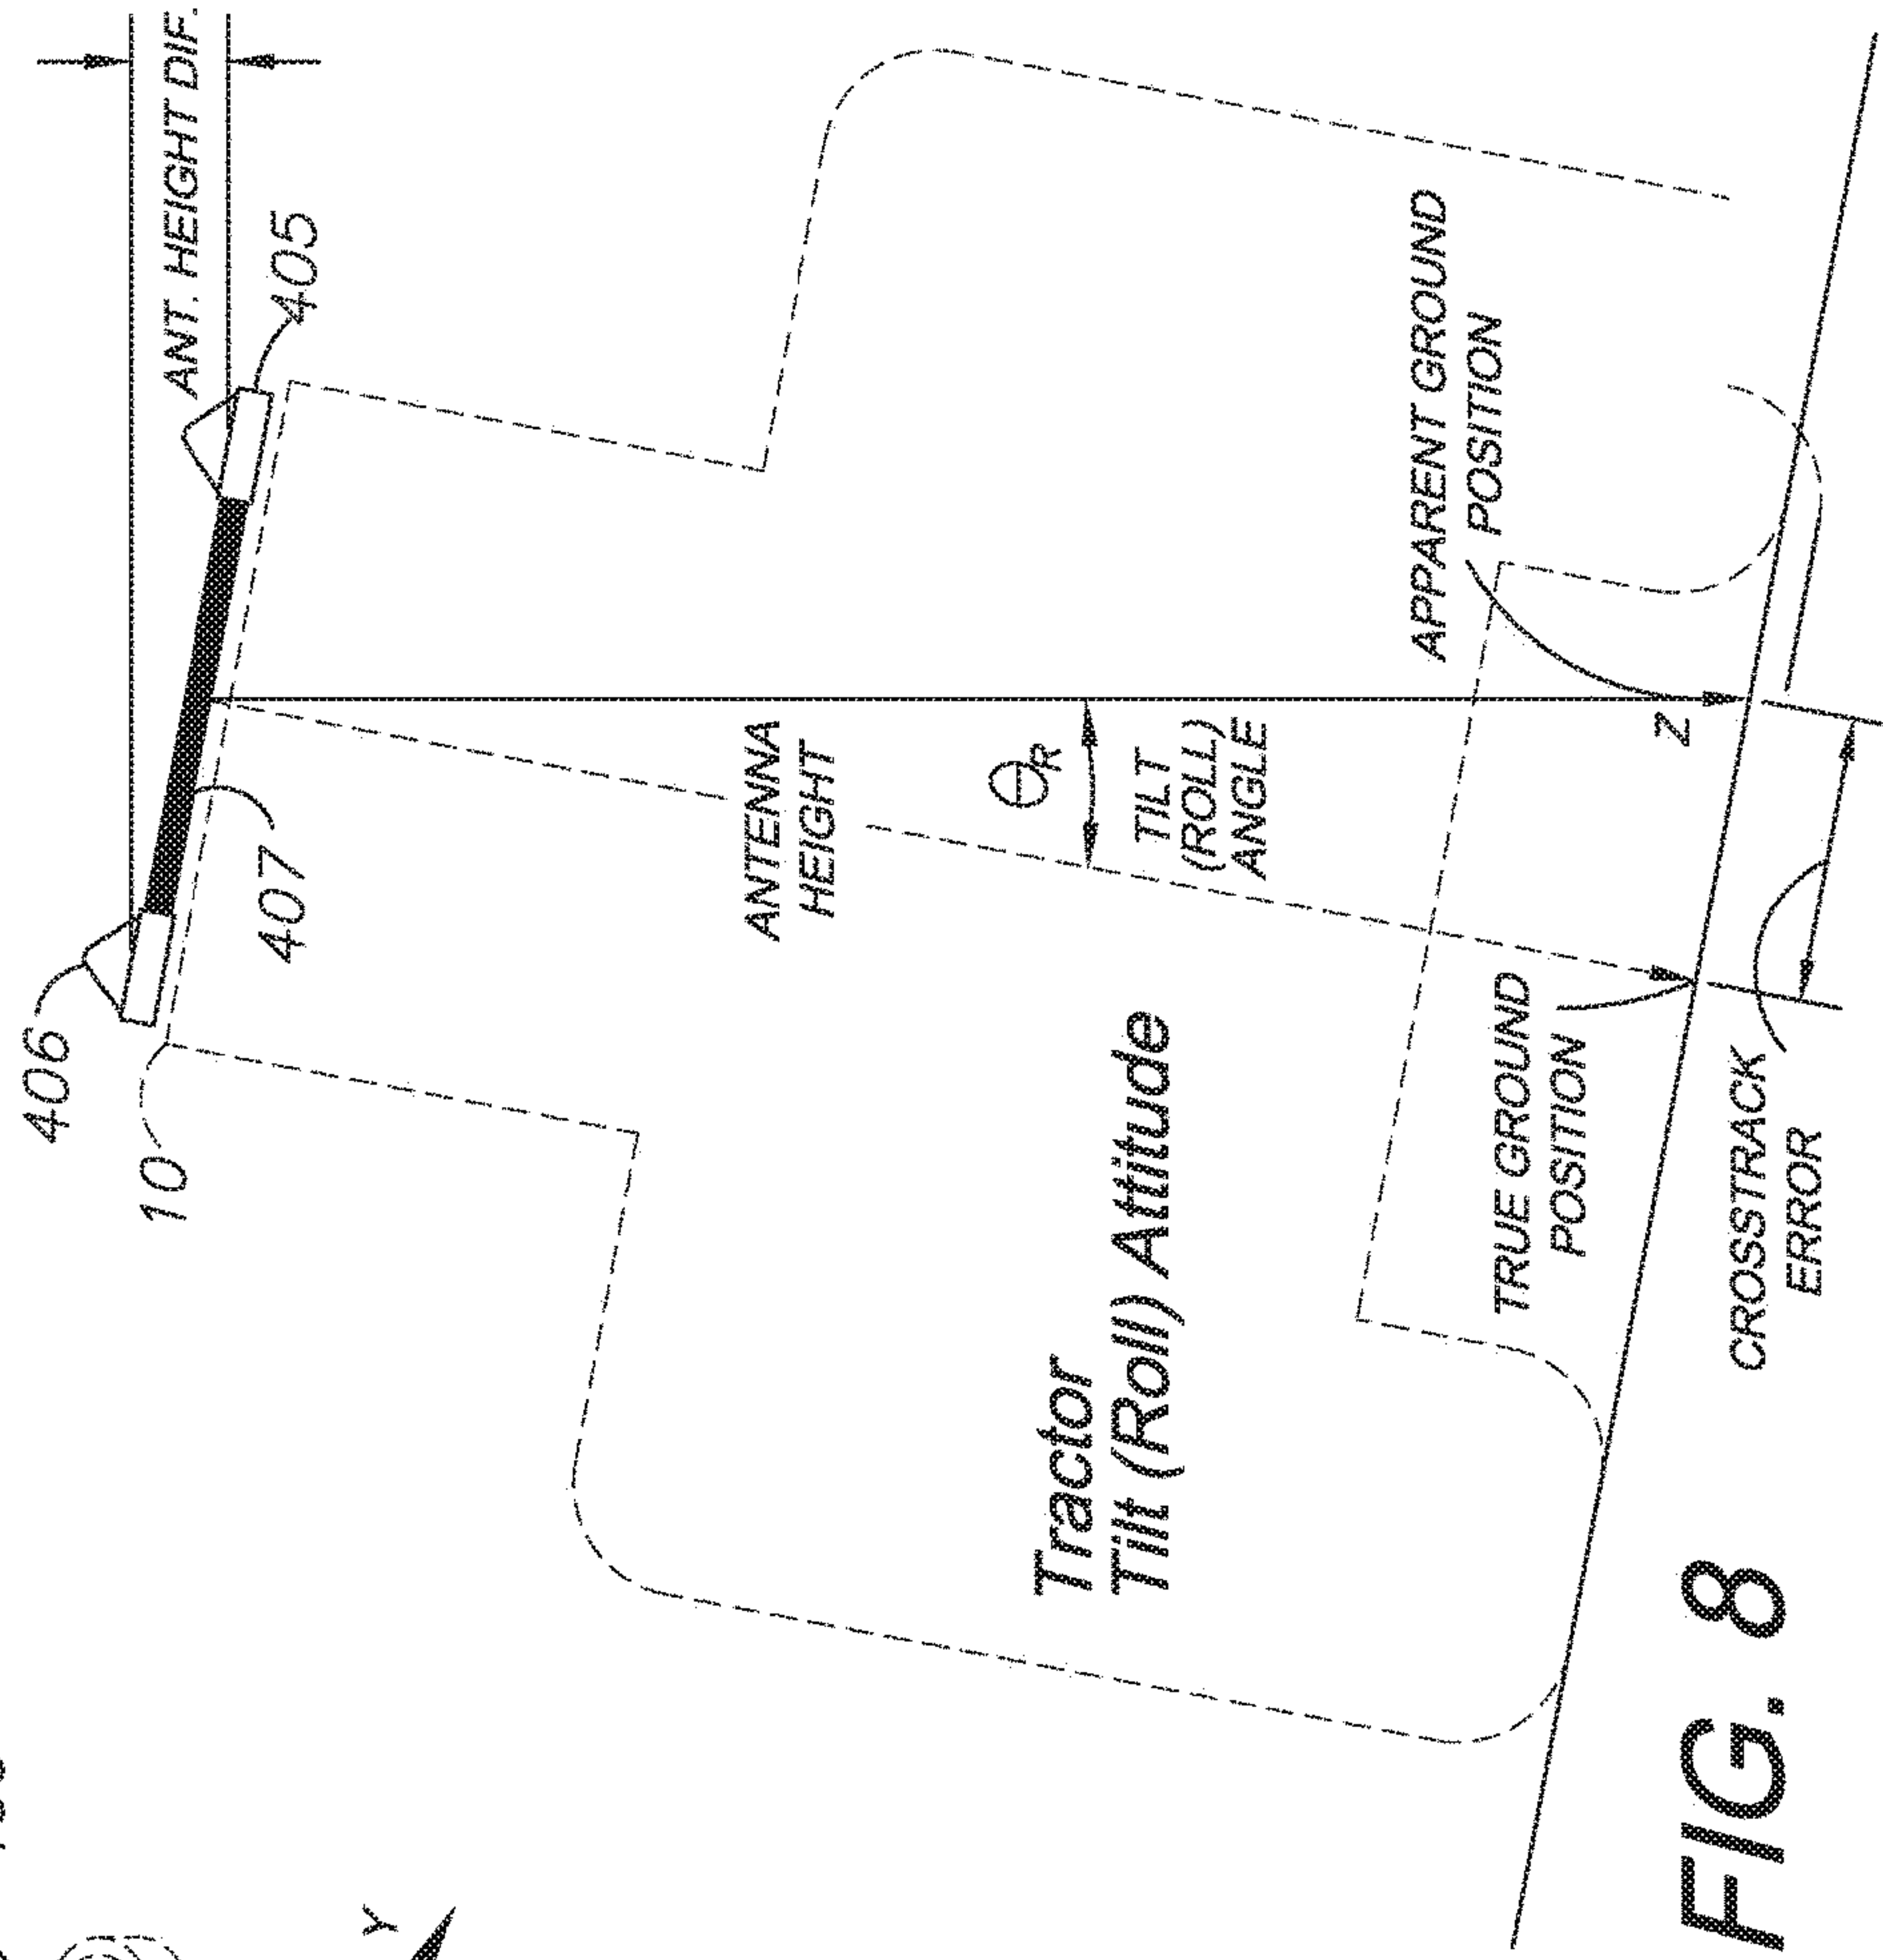 ANT. HEIGHT DIF.
405
406
407
10
ANTENNA
HEIGHT
ΘR
TILT
(ROLL)
ANGLE
APPARENT GROUND
POSITION
Z
Tractor
Tilt (Roll) Attitude
TRUE GROUND
POSITION
CROSSTRACK
ERROR
Y
FIG. 8